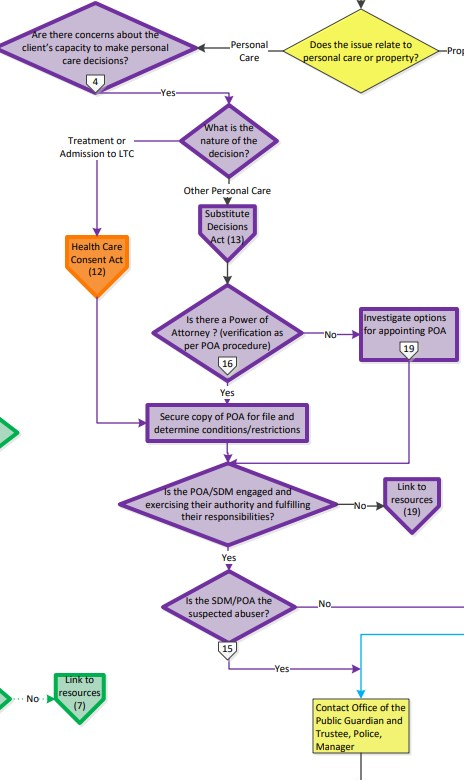 Are there concerns about the
client's capacity to make personal
care decisions?
4
Personal
Care
Does the issue relate to
personal care or property?
Prop
Yes
What is the
nature of the
decision?
Treatment or
Admission to LTC
Other Personal Care
Substitute
Decisions
Act (13)
Health Care
Consent Act
(12)
Is there a Power of
Attorney ? (verification as
per POA procedure)
16
No
Investigate options
for appointing POA
19
Yes
Secure copy of POA for file and
determine conditions/restrictions
Is the POA/SDM engaged and
exercising their authority and fulfilling
their responsibilities?
No
Link to
resources
(19)
Yes
Is the SDM/POA the
suspected abuser?
15
No
Yes
Link to
resources
(7)
No
Contact Office of the
Public Guardian and
Trustee, Police,
Manager